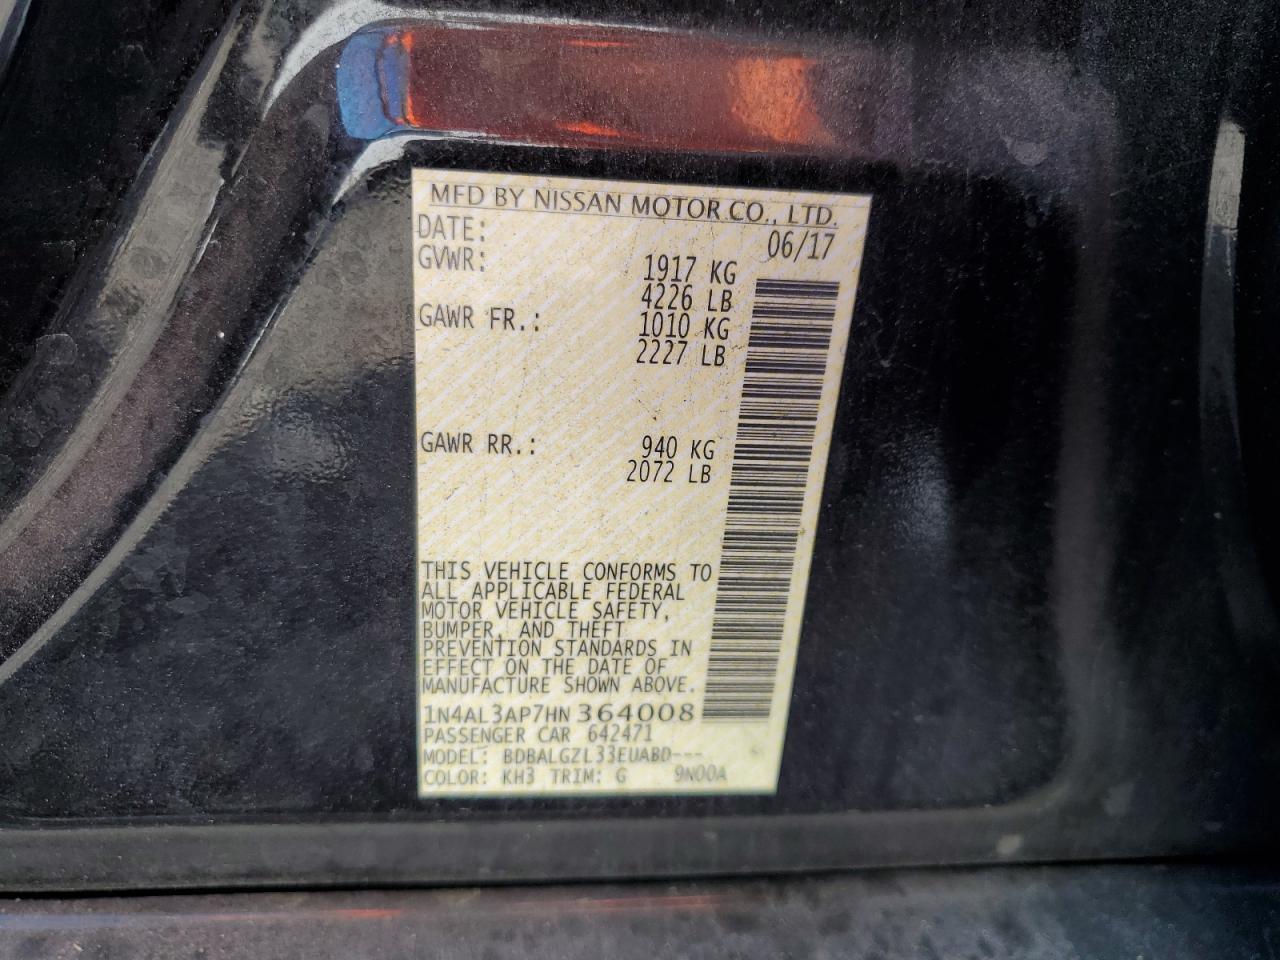 MFD BY NISSAN MOTOR CO., LTD.
DATE: 06/17
GVWR: 1917 KG
4226 LB
GAWR FR.: 1010 KG
2227 LB
GAWR RR.: 940 KG
2072 LB
THIS VEHICLE CONFORMS TO
ALL APPLICABLE FEDERAL
MOTOR VEHICLE SAFETY,
BUMPER, AND THEFT
PREVENTION STANDARDS IN
EFFECT ON THE DATE OF
MANUFACTURE SHOWN ABOVE.
1N4AL3AP7HN364008
PASSENGER CAR 642471
MODEL: BDBALGZL33EUABD---
COLOR: KH3 TRIM: G 9N00A